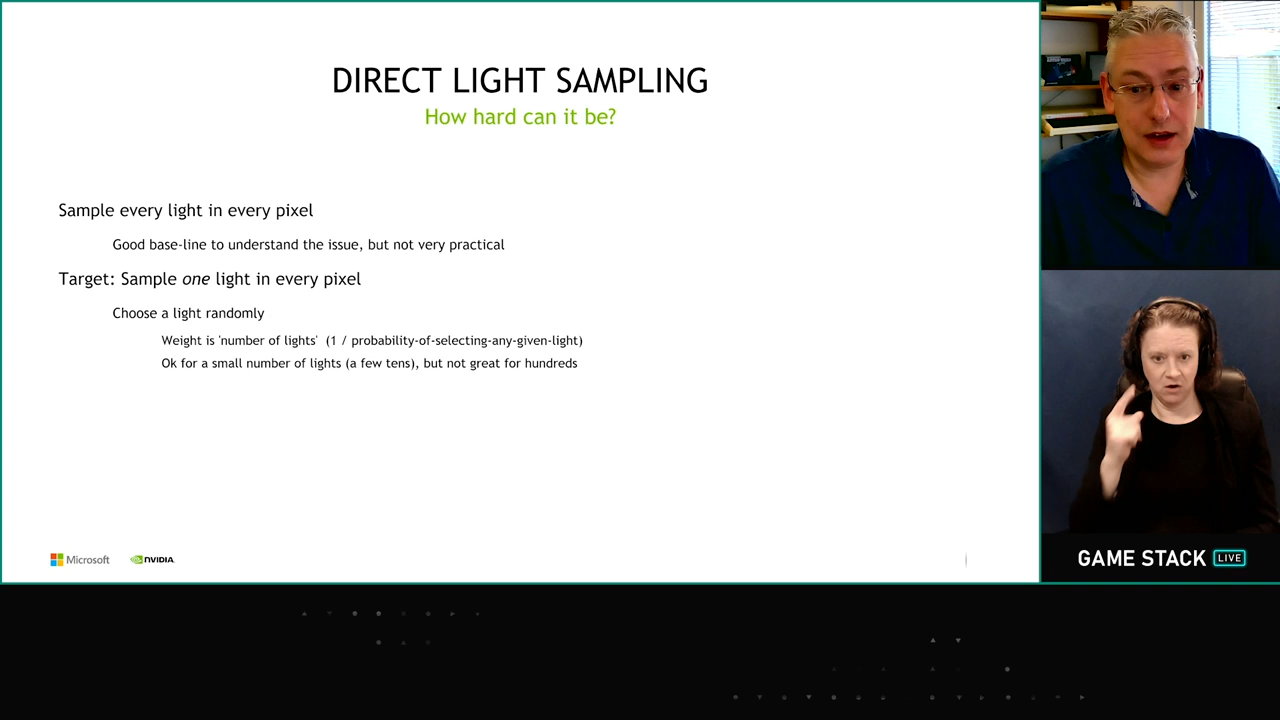 DIRECT LIGHT SAMPLING
How hard can it be?
Sample every light in every pixel
Good base-line to understand the issue, but not very practical
Target: Sample one light in every pixel
Choose a light randomly
Weight is 'number of lights' (1 / probability-of-selecting-any-given-light)
Ok for a small number of lights (a few tens), but not great for hundreds
Microsoft
NVIDIA
GAME STACK LIVE